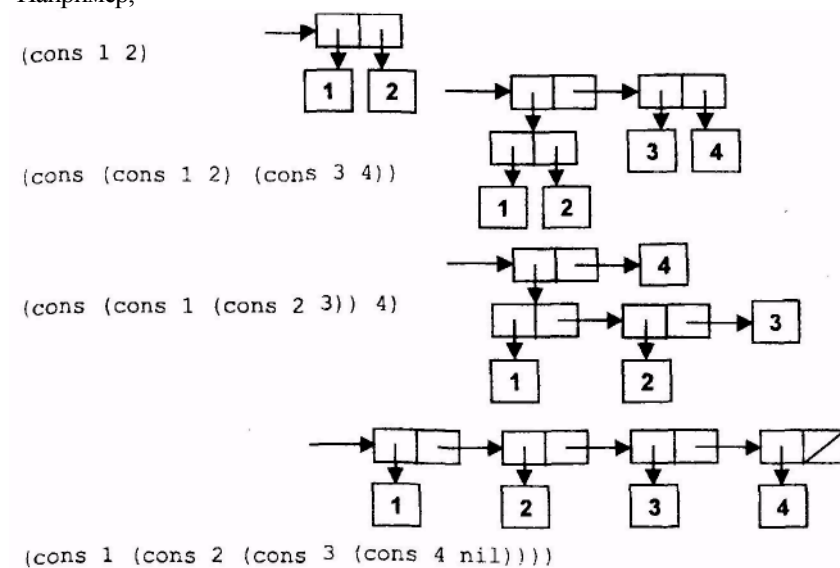 Например,
(cons 1 2)
1 2
3 4
(cons (cons 1 2) (cons 3 4))
1 2
4
(cons (cons 1 (cons 2 3)) 4)
3
1 2
1 2 3 4
(cons 1 (cons 2 (cons 3 (cons 4 nil))))